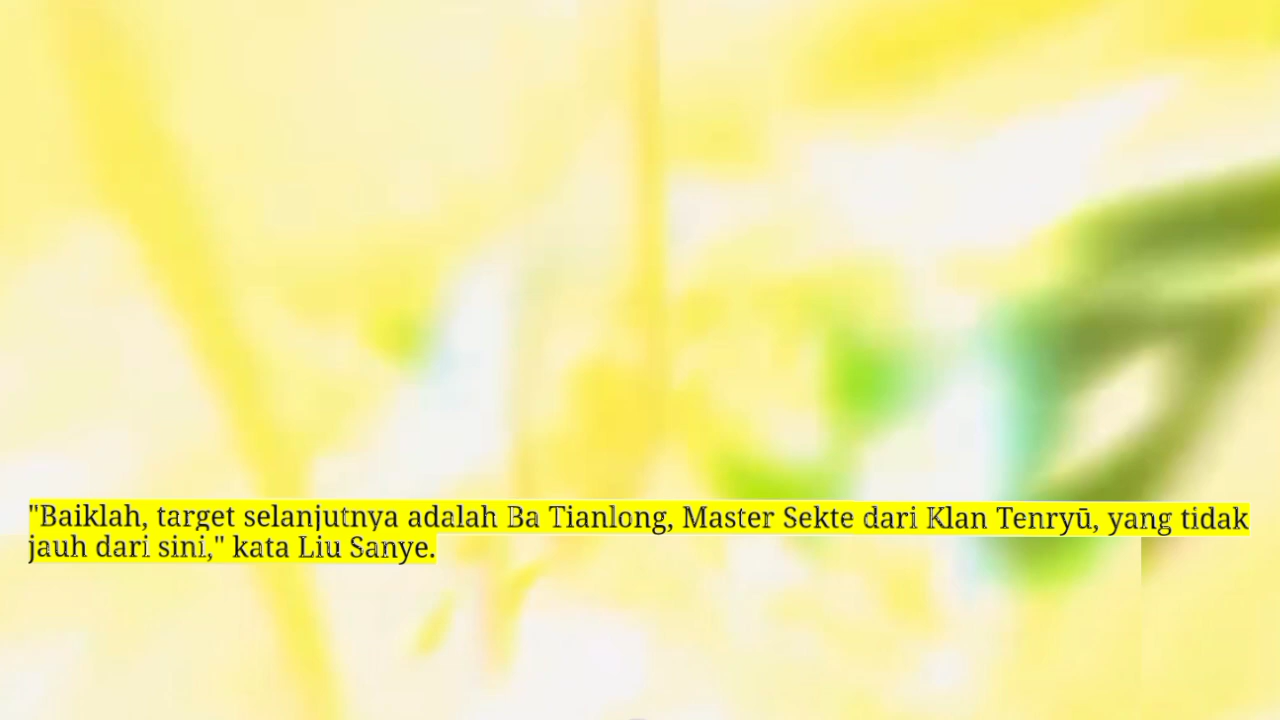 "Baiklah, target selanjutnya adalah Ba Tianlong, Master Sekte dari Klan Tenryū, yang tidak
jauh dari sini," kata Liu Sanye.